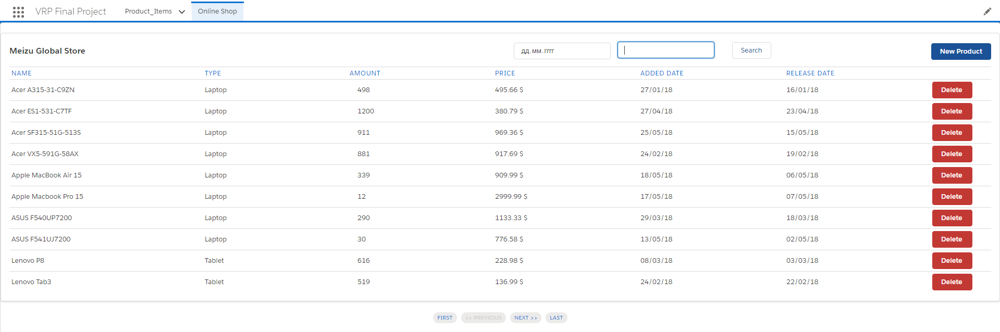 VRP Final Project Product_Items Online Shop
Meizu Global Store дд.мм.гггг Search New Product
NAME TYPE AMOUNT PRICE ADDED DATE RELEASE DATE
Acer A315-31-C9ZN Laptop 498 495.66 $ 27/01/18 16/01/18 Delete
Acer ES1-531-C7TF Laptop 1200 380.79 $ 27/04/18 23/04/18 Delete
Acer SF315-51G-513S Laptop 911 969.36 $ 25/05/18 15/05/18 Delete
Acer VX5-591G-58AX Laptop 881 917.69 $ 24/02/18 19/02/18 Delete
Apple MacBook Air 15 Laptop 339 909.99 $ 18/05/18 06/05/18 Delete
Apple Macbook Pro 15 Laptop 12 2999.99 $ 17/05/18 07/05/18 Delete
ASUS F540UP7200 Laptop 290 1133.33 $ 29/03/18 18/03/18 Delete
ASUS F541UJ7200 Laptop 30 776.58 $ 13/05/18 02/05/18 Delete
Lenovo P8 Tablet 616 228.98 $ 08/03/18 03/03/18 Delete
Lenovo Tab3 Tablet 519 136.99 $ 24/02/18 22/02/18 Delete
FIRST << PREVIOUS NEXT >> LAST